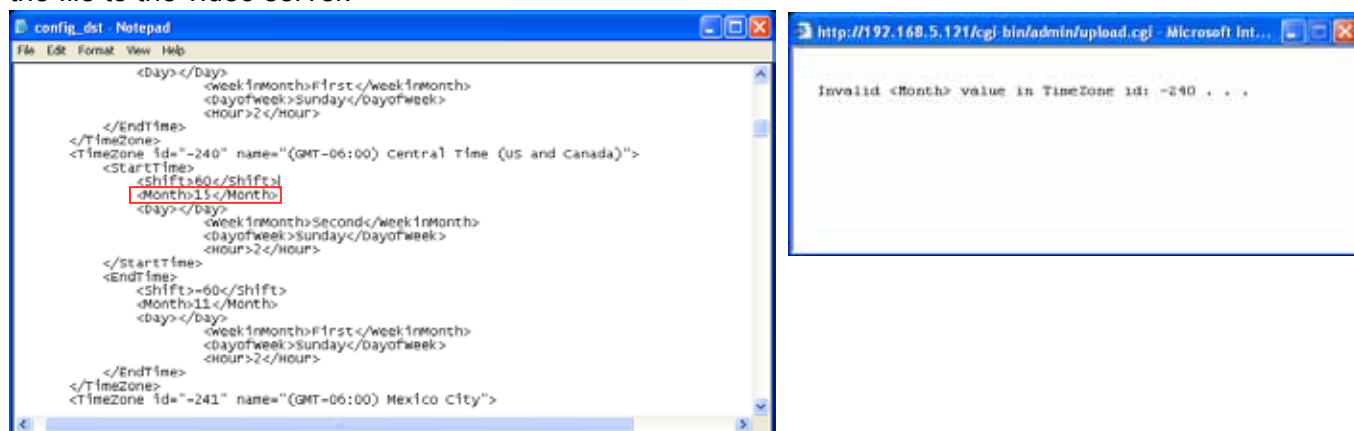 the file to the video server.
config_dst - Notepad
File Edit Format View Help
<Day></Day>
<WeekinMonth>First</WeekinMonth>
<DayofWeek>Sunday</DayofWeek>
<Hour>2</Hour>
</EndTime>
</TimeZone>
<TimeZone id="-240" name="(GMT-06:00) Central Time (US and Canada)">
<StartTime>
<Shift>60</Shift>
<Month>15</Month>
<Day></Day>
<WeekinMonth>Second</WeekinMonth>
<DayofWeek>Sunday</DayofWeek>
<Hour>2</Hour>
</StartTime>
<EndTime>
<Shift>-60</Shift>
<Month>11</Month>
<Day></Day>
<WeekinMonth>First</WeekinMonth>
<DayofWeek>Sunday</DayofWeek>
<Hour>2</Hour>
</EndTime>
</TimeZone>
<TimeZone id="-241" name="(GMT-06:00) Mexico City">
http://192.168.5.121/cgi-bin/admin/upload.cgi - Microsoft Int...
Invalid <Month> value in TimeZone id: -240 . . .